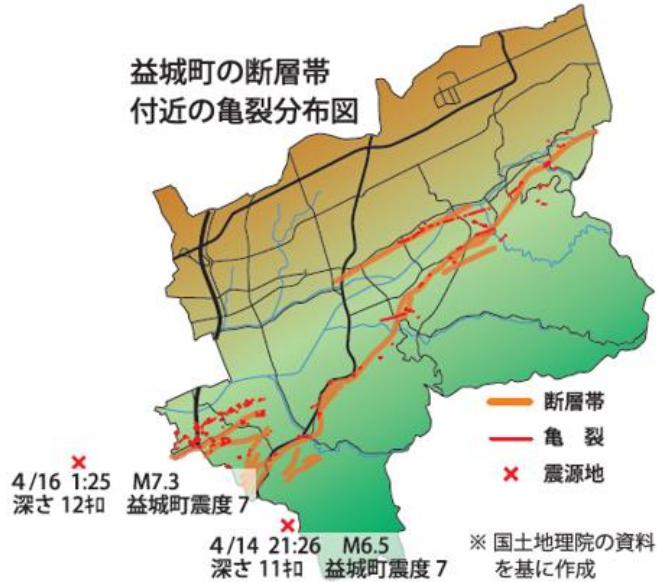 益城町の断層帯
付近の亀裂分布図
断層帯
亀 裂
× 震源地
4/16 1:25 M7.3
深さ 12㌔ 益城町震度 7
4/14 21:26 M6.5
深さ 11㌔ 益城町震度 7
※ 国土地理院の資料
を基に作成